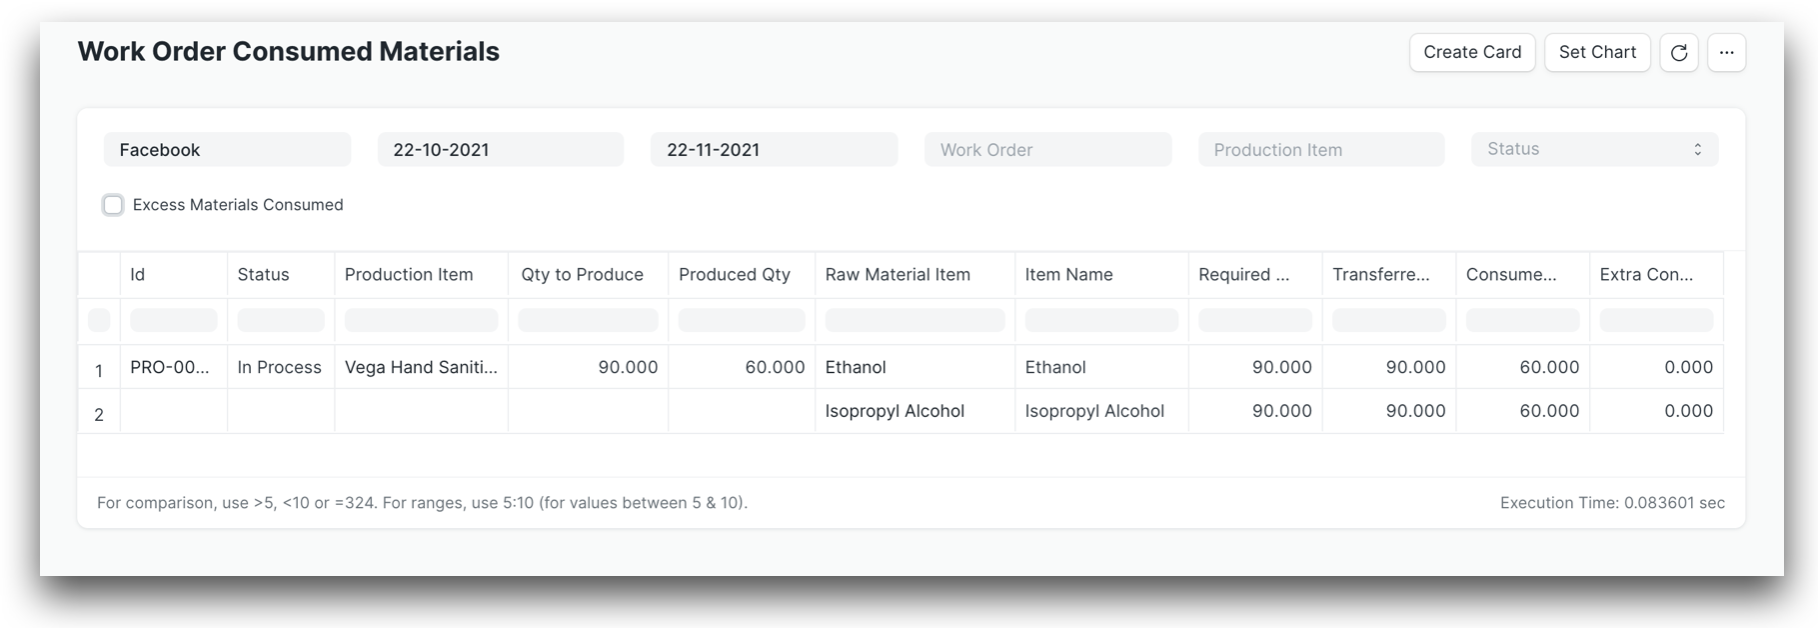 Work Order Consumed Materials
Create Card Set Chart ...
Facebook 22-10-2021 22-11-2021 Work Order Production Item Status
Excess Materials Consumed
Id Status Production Item Qty to Produce Produced Qty Raw Material Item Item Name Required ... Transferre... Consume... Extra Con...
1 PRO-00... In Process Vega Hand Saniti... 90.000 60.000 Ethanol Ethanol 90.000 90.000 60.000 0.000
2 Isopropyl Alcohol Isopropyl Alcohol 90.000 90.000 60.000 0.000
For comparison, use >5, <10 or =324. For ranges, use 5:10 (for values between 5 & 10). Execution Time: 0.083601 sec